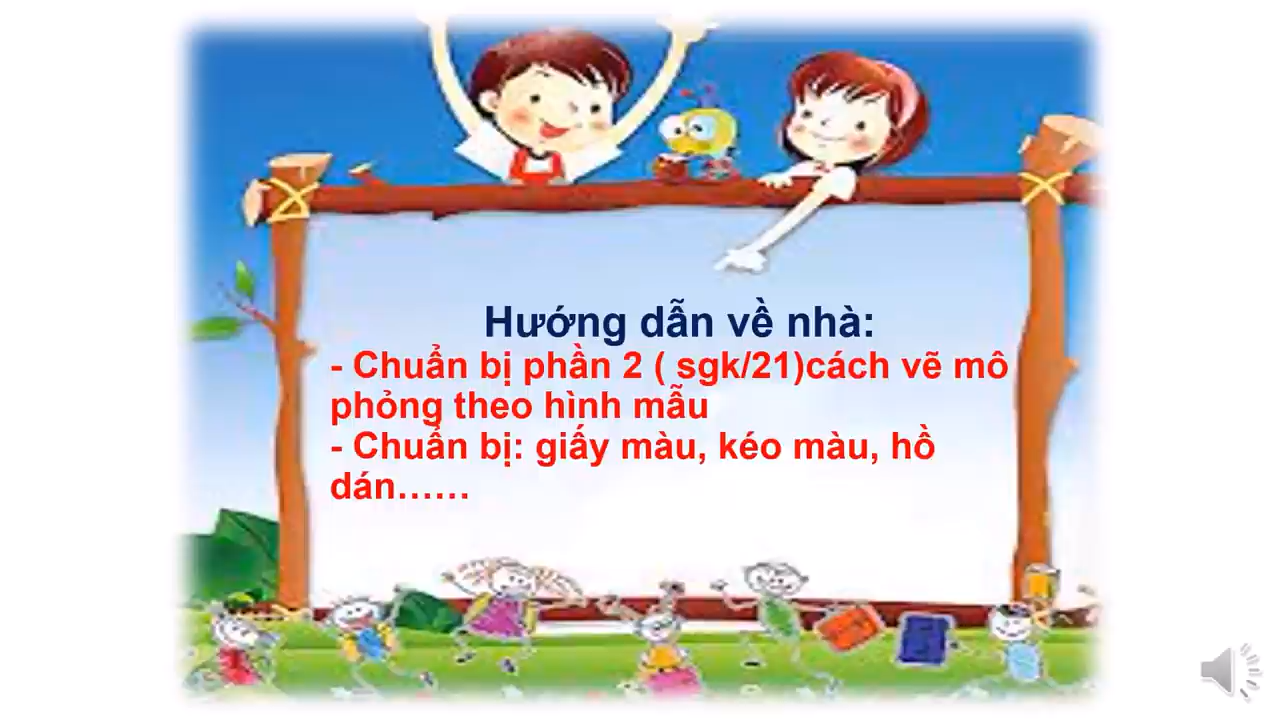 Hướng dẫn về nhà:
- Chuẩn bị phần 2 ( sgk/21)cách vẽ mô
phỏng theo hình mẫu
- Chuẩn bị: giấy màu, kéo màu, hồ
dán……